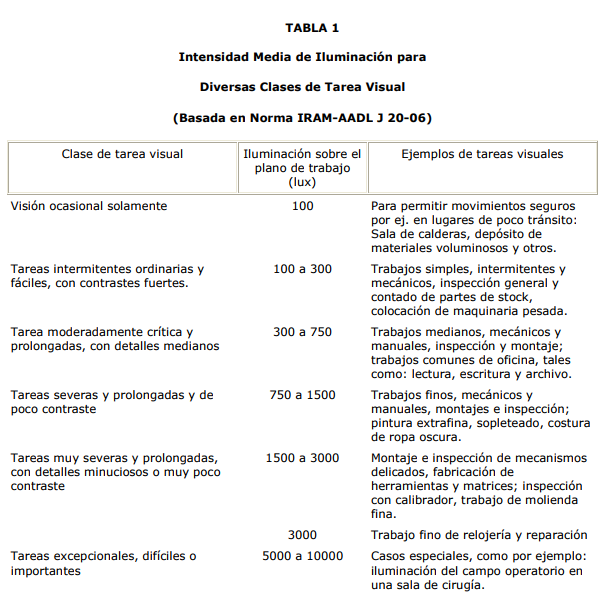 TABLA 1
Intensidad Media de Iluminación para
Diversas Clases de Tarea Visual
(Basada en Norma IRAM-AADL J 20-06)
Clase de tarea visual
Iluminación sobre el
plano de trabajo
(lux)
Ejemplos de tareas visuales
Visión ocasional solamente
100
Para permitir movimientos seguros
por ej. en lugares de poco tránsito:
Sala de calderas, depósito de
materiales voluminosos y otros.
Tareas intermitentes ordinarias y
fáciles, con contrastes fuertes.
100 a 300
Trabajos simples, intermitentes y
mecánicos, inspección general y
contado de partes de stock,
colocación de maquinaria pesada.
Tarea moderadamente crítica y
prolongadas, con detalles medianos
300 a 750
Trabajos medianos, mecánicos y
manuales, inspección y montaje;
trabajos comunes de oficina, tales
como: lectura, escritura y archivo.
Tareas severas y prolongadas y de
poco contraste
750 a 1500
Trabajos finos, mecánicos y
manuales, montajes e inspección;
pintura extrafina, sopleteado, costura
de ropa oscura.
Tareas muy severas y prolongadas,
con detalles minuciosos o muy poco
contraste
1500 a 3000
Montaje e inspección de mecanismos
delicados, fabricación de
herramientas y matrices; inspección
con calibrador, trabajo de molienda
fina.
3000
Trabajo fino de relojería y reparación
Tareas excepcionales, difíciles o
importantes
5000 a 10000
Casos especiales, como por ejemplo:
iluminación del campo operatorio en
una sala de cirugía.